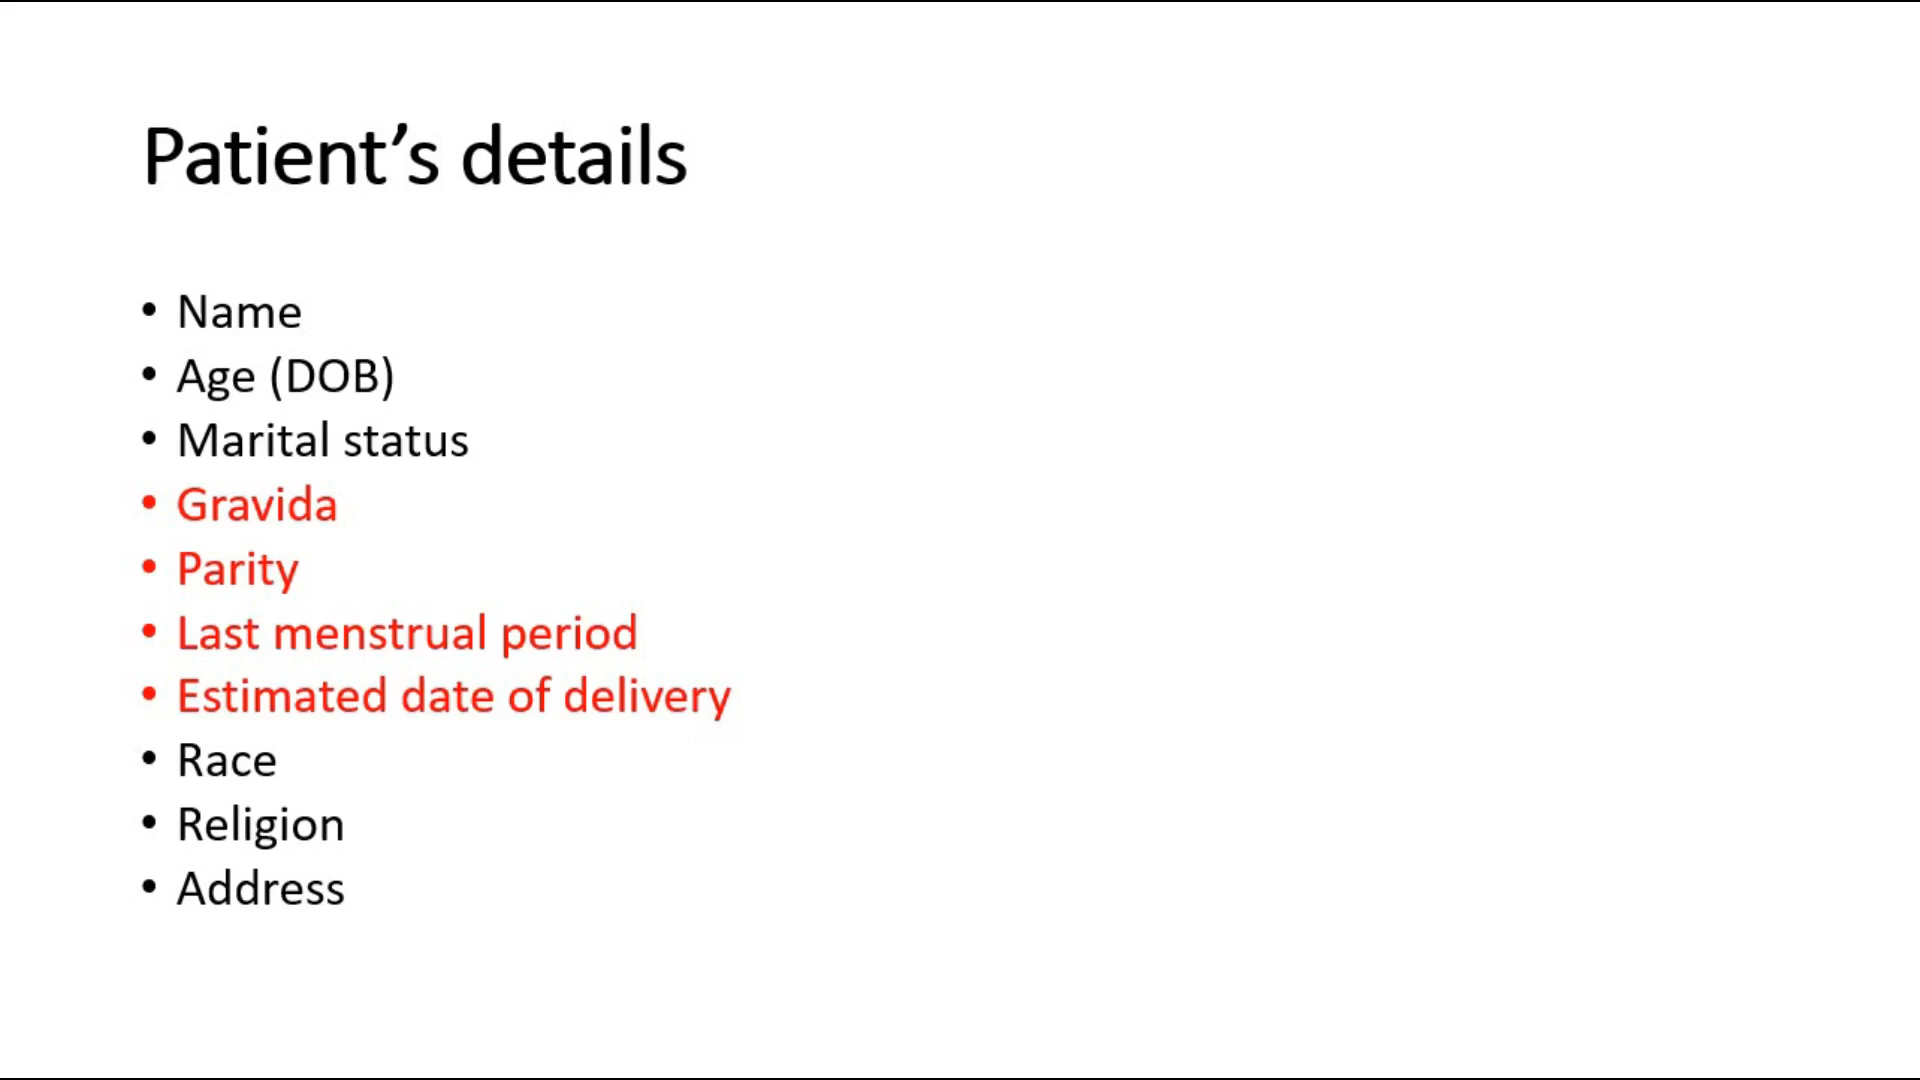 Patient’s details
• Name
• Age (DOB)
• Marital status
• Gravida
• Parity
• Last menstrual period
• Estimated date of delivery
• Race
• Religion
• Address